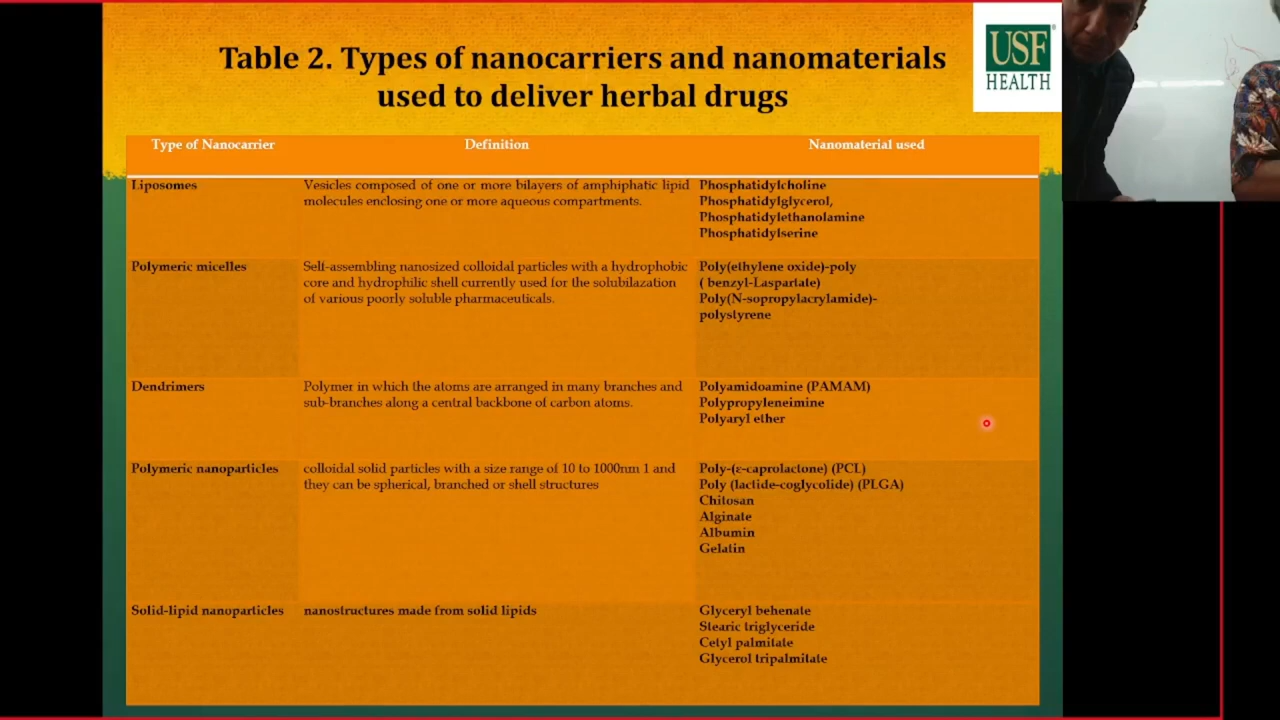 Table 2. Types of nanocarriers and nanomaterials
used to deliver herbal drugs
USF
HEALTH
Type of Nanocarrier
Definition
Nanomaterial used
Liposomes
Vesicles composed of one or more bilayers of amphiphatic lipid
molecules enclosing one or more aqueous compartments.
Phosphatidylcholine
Phosphatidylglycerol,
Phosphatidylethanolamine
Phosphatidylserine
Polymeric micelles
Self-assembling nanosized colloidal particles with a hydrophobic
core and hydrophilic shell currently used for the solubilazation
of various poorly soluble pharmaceuticals.
Poly(ethylene oxide)-poly
( benzyl-Laspartate)
Poly(N-sopropylacrylamide)-
polystyrene
Dendrimers
Polymer in which the atoms are arranged in many branches and
sub-branches along a central backbone of carbon atoms.
Polyamidoamine (PAMAM)
Polypropyleneimine
Polyaryl ether
Polymeric nanoparticles
colloidal solid particles with a size range of 10 to 1000nm 1 and
they can be spherical, branched or shell structures
Poly-(ε-caprolactone) (PCL)
Poly (lactide-coglycolide) (PLGA)
Chitosan
Alginate
Albumin
Gelatin
Solid-lipid nanoparticles
nanostructures made from solid lipids
Glyceryl behenate
Stearic triglyceride
Cetyl palmitate
Glycerol tripalmitate